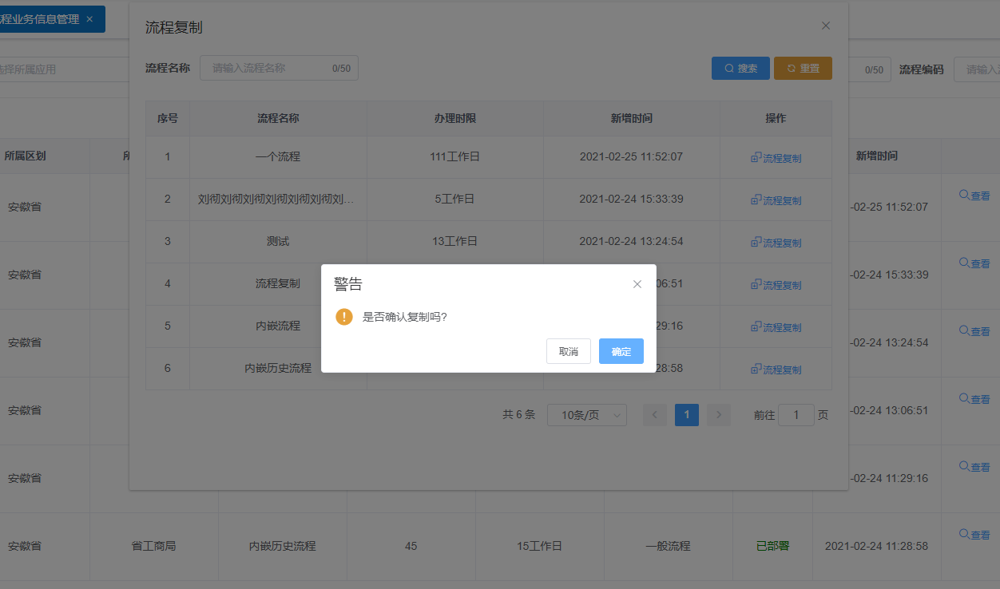 程业务信息管理
流程复制
流程名称 请输入流程名称 0/50 搜索 重置
选择所属应用
0/50 流程编码 请输入
序号 流程名称 办理时限 新增时间 操作
1 一个流程 111工作日 2021-02-25 11:52:07 流程复制
2 刘彻刘彻刘彻刘彻刘彻刘彻刘... 5工作日 2021-02-24 15:33:39 流程复制
3 测试 13工作日 2021-02-24 13:24:54 流程复制
4 流程复制 06:51 流程复制
5 内嵌流程 29:16 流程复制
6 内嵌历史流程 28:58 流程复制
警告
是否确认复制吗?
取消 确定
共 6 条 10条/页 1 前往 1 页
所属区划 所 新增时间
安徽省 -02-25 11:52:07 查看
安徽省 -02-24 15:33:39 查看
安徽省 -02-24 13:24:54 查看
安徽省 -02-24 13:06:51 查看
安徽省 -02-24 11:29:16 查看
安徽省 省工商局 内嵌历史流程 45 15工作日 一般流程 已部署 2021-02-24 11:28:58 查看